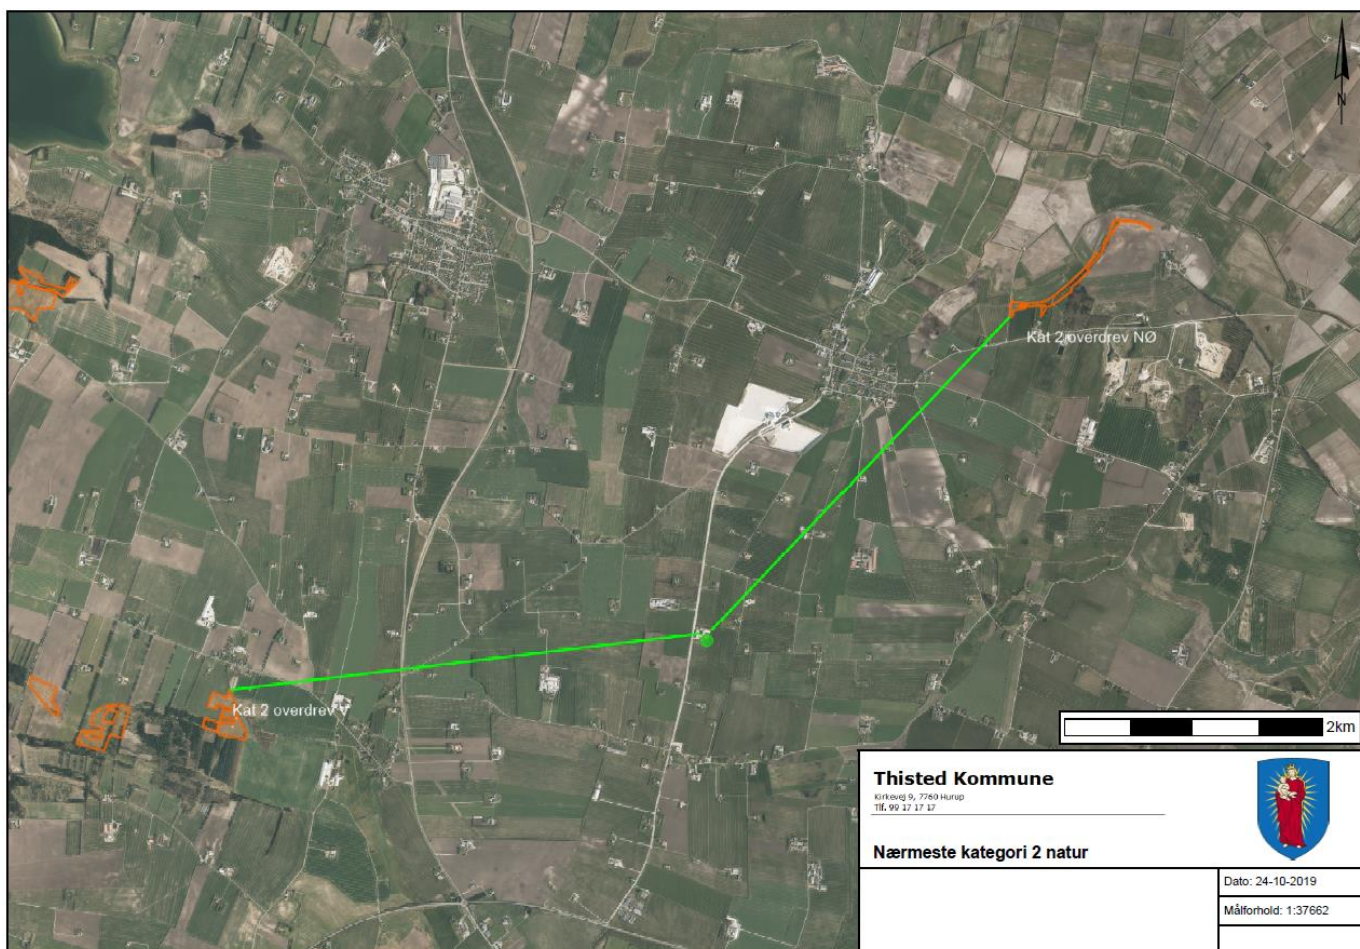 N
Kat 2 overdrev NØ
Kat 2 overdrev V
2km
Thisted Kommune
Kirkevej 9, 7760 Hurup
Tlf. 99 17 17 17
Nærmeste kategori 2 natur
Dato: 24-10-2019
Målforhold: 1:37662